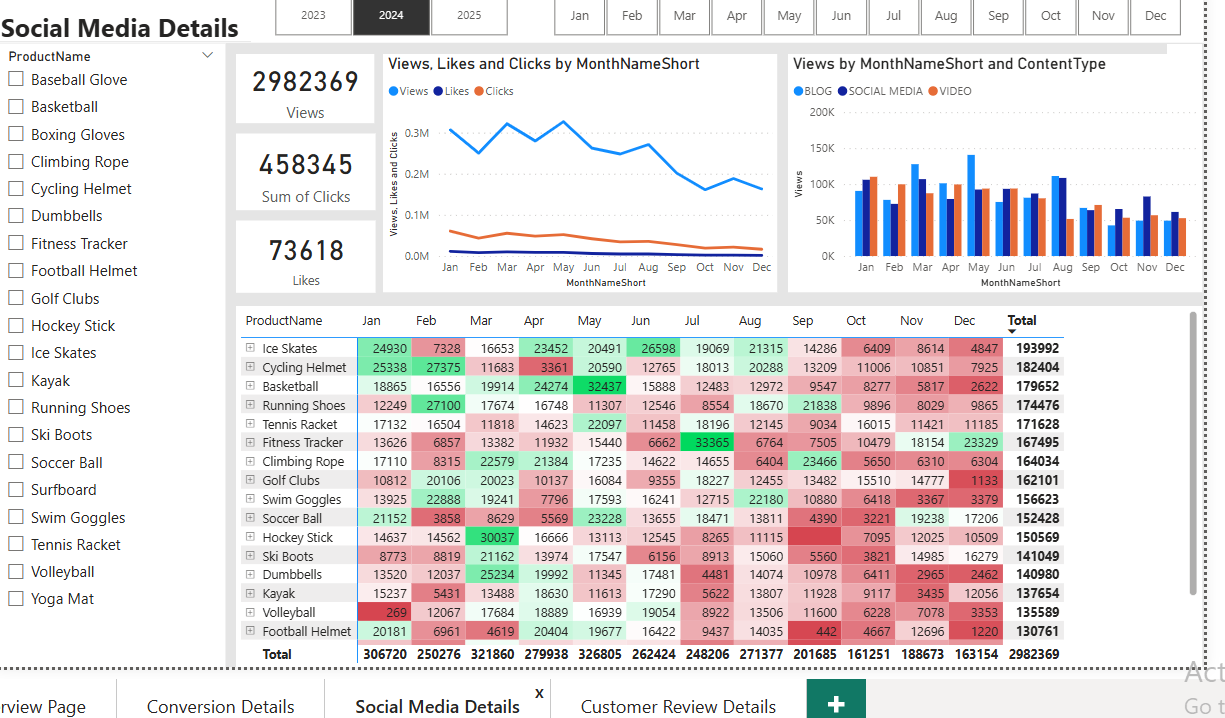 Social Media Details
2023 2024 2025
Jan Feb Mar Apr May Jun Jul Aug Sep Oct Nov Dec
ProductName
Baseball Glove
Basketball
Boxing Gloves
Climbing Rope
Cycling Helmet
Dumbbells
Fitness Tracker
Football Helmet
Golf Clubs
Hockey Stick
Ice Skates
Kayak
Running Shoes
Ski Boots
Soccer Ball
Surfboard
Swim Goggles
Tennis Racket
Volleyball
Yoga Mat
2982369
Views
458345
Sum of Clicks
73618
Likes
Views, Likes and Clicks by MonthNameShort
Views Likes Clicks
Views, Likes and Clicks
0.3M
0.2M
0.1M
0.0M
Jan Feb Mar Apr May Jun Jul Aug Sep Oct Nov Dec
MonthNameShort
Views by MonthNameShort and ContentType
BLOG SOCIAL MEDIA VIDEO
Views
200K
150K
100K
50K
0K
Jan Feb Mar Apr May Jun Jul Aug Sep Oct Nov Dec
MonthNameShort
ProductName Jan Feb Mar Apr May Jun Jul Aug Sep Oct Nov Dec Total
Ice Skates 24930 7328 16653 23452 20491 26598 19069 21315 14286 6409 8614 4847 193992
Cycling Helmet 25338 27375 11683 3361 20590 12765 18013 20288 13209 11006 10851 7925 182404
Basketball 18865 16556 19914 24274 32437 15888 12483 12972 9547 8277 5817 2622 179652
Running Shoes 12249 27100 17674 16748 11307 12546 8554 18670 21838 9896 8029 9865 174476
Tennis Racket 17132 16504 11818 14623 22097 11458 18196 12145 9034 16015 11421 11185 171628
Fitness Tracker 13626 6857 13382 11932 15440 6662 33365 6764 7505 10479 18154 23329 167495
Climbing Rope 17110 8315 22579 21384 17235 14622 14655 6404 23466 5650 6310 6304 164034
Golf Clubs 10812 20106 20023 10137 16084 9355 18227 12455 13482 15510 14777 1133 162101
Swim Goggles 13925 22888 19241 7796 17593 16241 12715 22180 10880 6418 3367 3379 156623
Soccer Ball 21152 3858 8629 5569 23228 13655 18471 13811 4390 3221 19238 17206 152428
Hockey Stick 14637 14562 30037 16666 13113 12545 8265 11115 7095 12025 10509 150569
Ski Boots 8773 8819 21162 13974 17547 6156 8913 15060 5560 3821 14985 16279 141049
Dumbbells 13520 12037 25234 19992 11345 17481 4481 14074 10978 6411 2965 2462 140980
Kayak 15237 5431 13488 18630 11613 17290 5622 13807 11928 9117 3435 12056 137654
Volleyball 269 12067 17684 18889 16939 19054 8922 13506 11600 6228 7078 3353 135589
Football Helmet 20181 6961 4619 20404 19677 16422 9437 14035 442 4667 12696 1220 130761
Total 306720 250276 321860 279938 326805 262424 248206 271377 201685 161251 188673 163154 2982369
Act
Go t
rview Page Conversion Details Social Media Details x Customer Review Details +